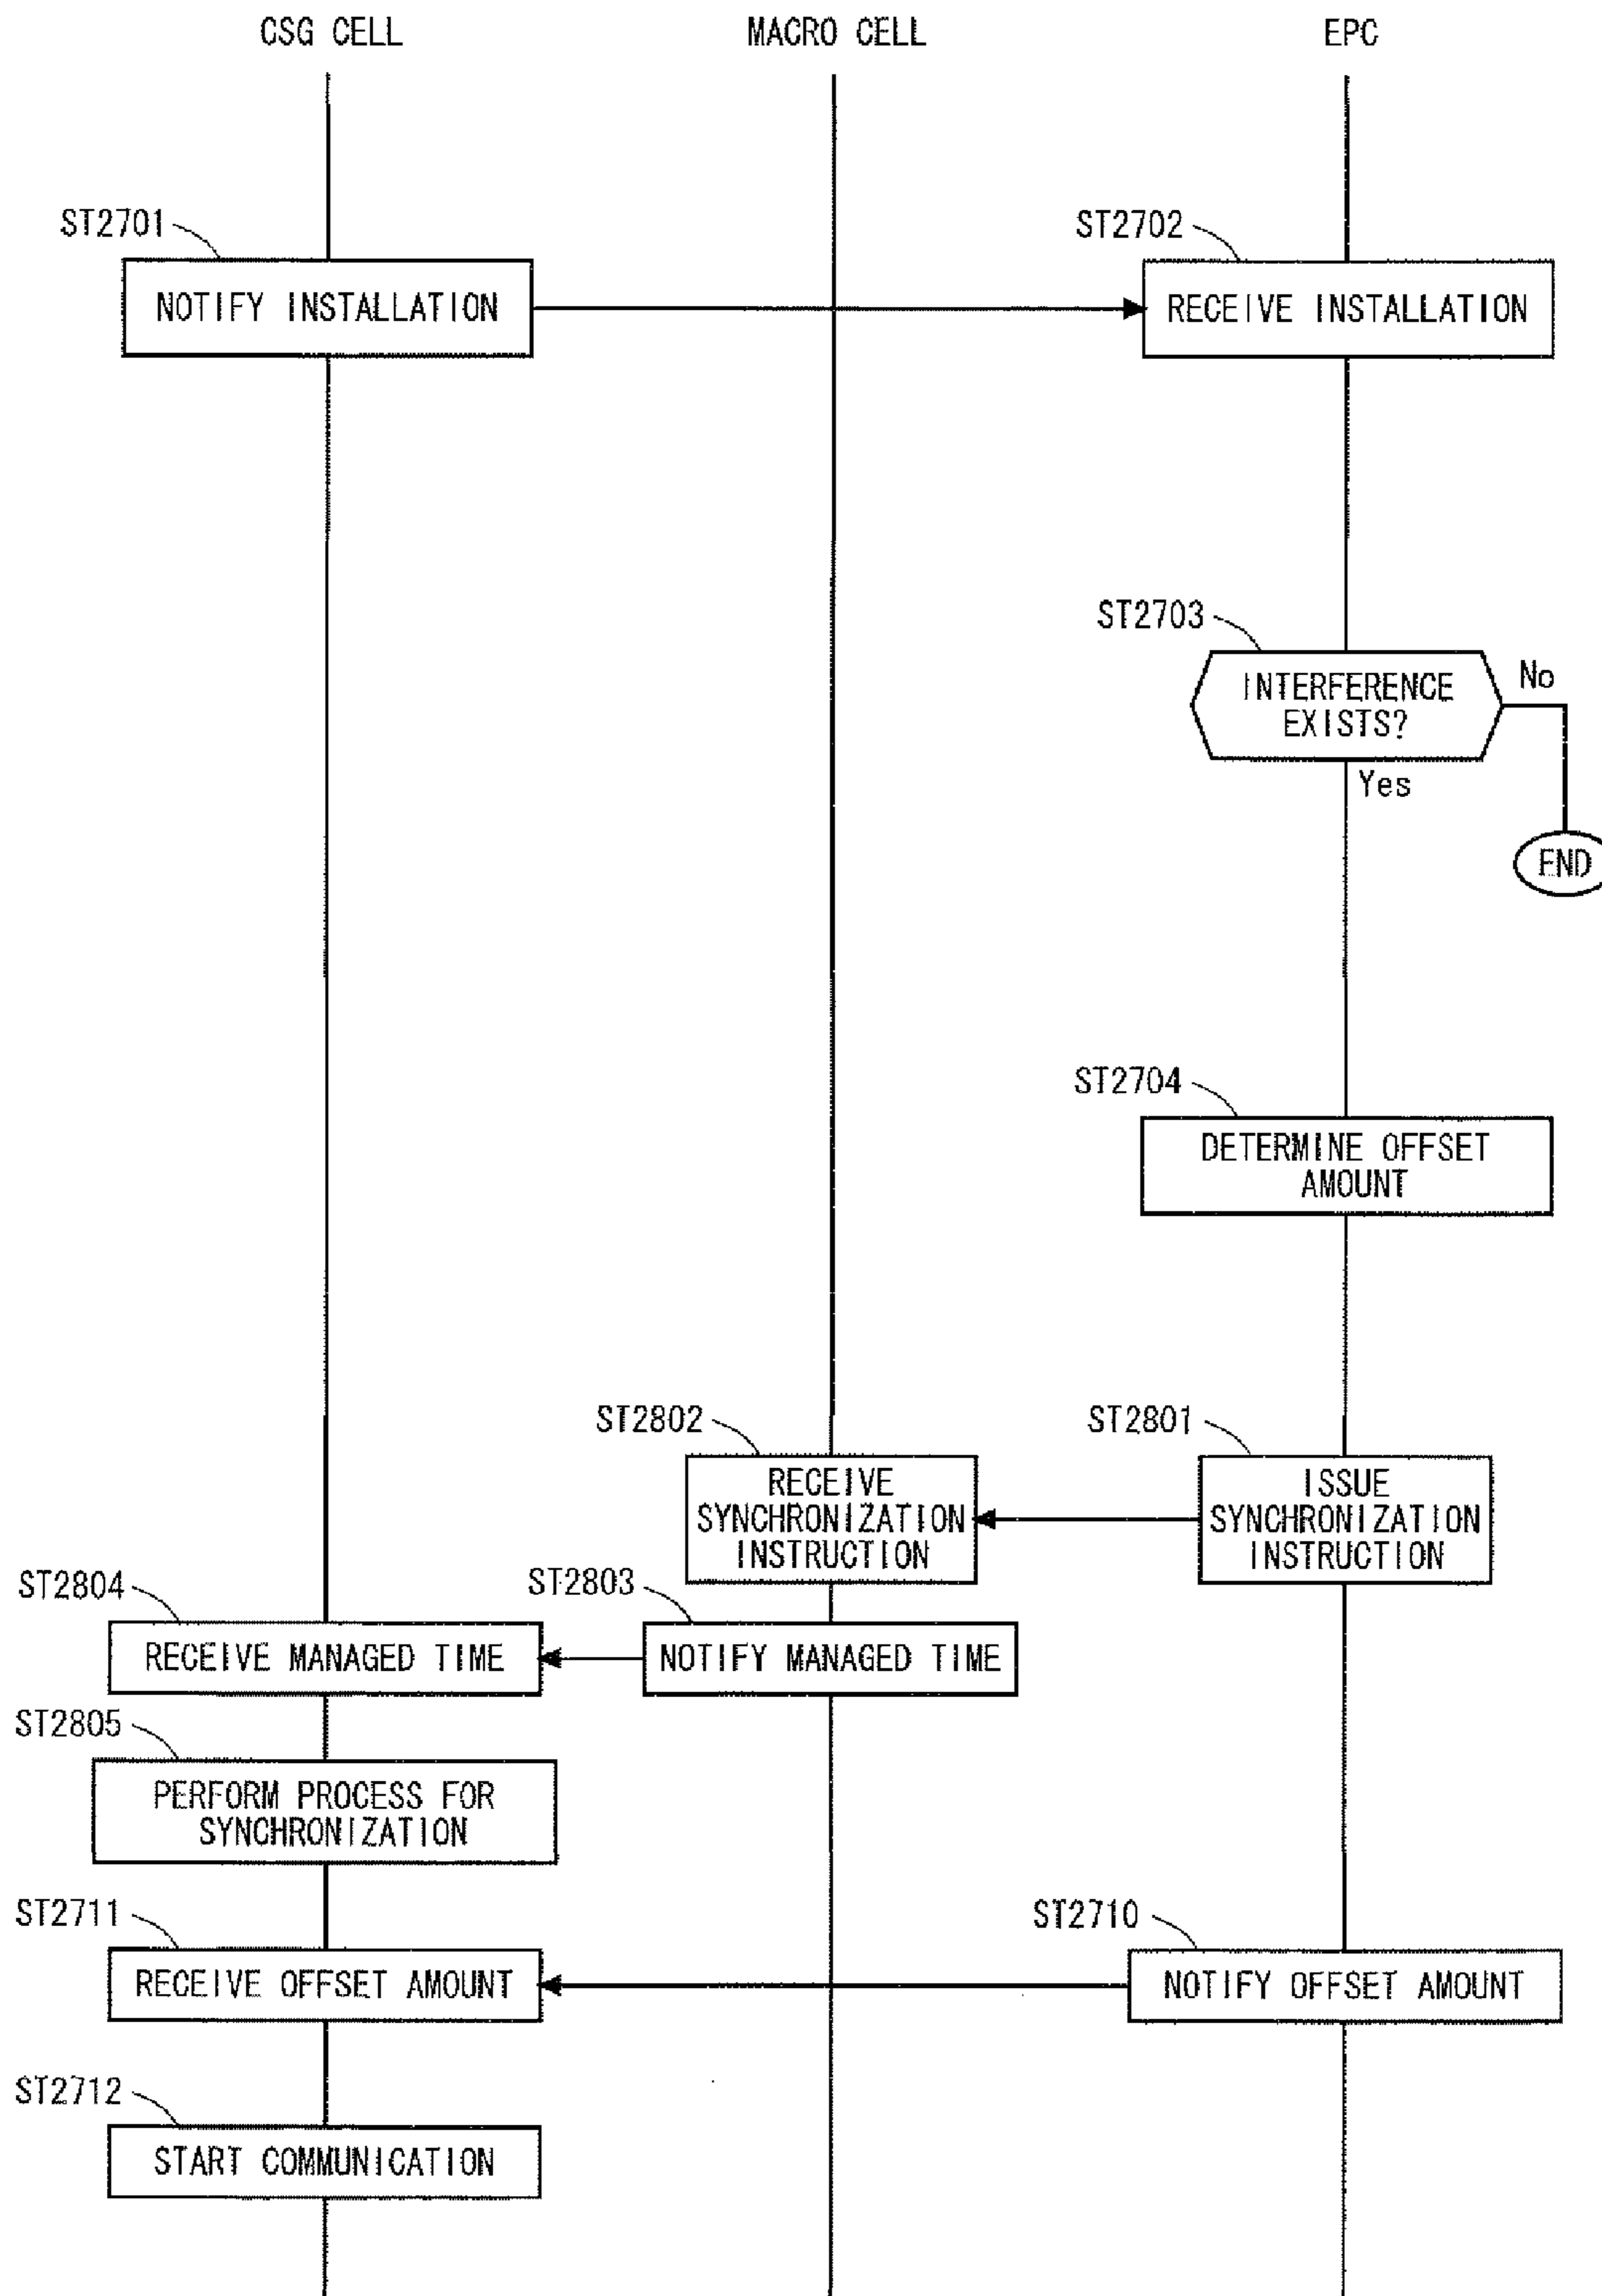 CSG CELL
MACRO CELL
EPC
ST2701
ST2702
NOTIFY INSTALLATION
RECEIVE INSTALLATION
ST2703
INTERFERENCE
EXISTS?
No
Yes
END
ST2704
DETERMINE OFFSET
AMOUNT
ST2802
ST2801
RECEIVE
SYNCHRONIZATION
INSTRUCTION
ISSUE
SYNCHRONIZATION
INSTRUCTION
ST2804
ST2803
RECEIVE MANAGED TIME
NOTIFY MANAGED TIME
ST2805
PERFORM PROCESS FOR
SYNCHRONIZATION
ST2711
ST2710
RECEIVE OFFSET AMOUNT
NOTIFY OFFSET AMOUNT
ST2712
START COMMUNICATION